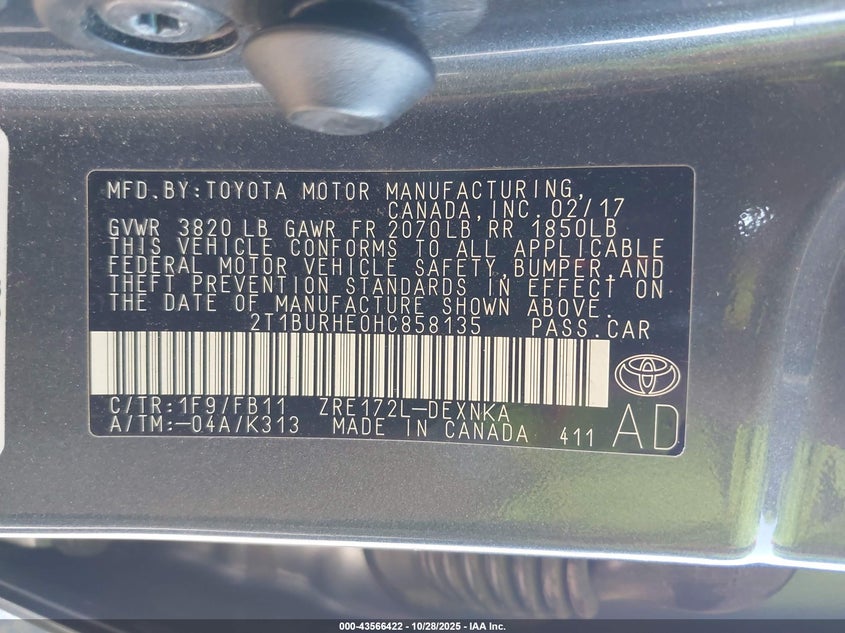 MFD.BY:TOYOTA MOTOR MANUFACTURING,
CANADA,INC.02/17
GVWR 3820 LB GAWR FR 2070LB RR 1850LB
THIS VEHICLE CONFORMS TO ALL APPLICABLE
FEDERAL MOTOR VEHICLE SAFETY,BUMPER,AND
THEFT PREVENTION STANDARDS IN EFFECT ON
THE DATE OF MANUFACTURE SHOWN ABOVE.
2T1BURHE0HC858135 PASS.CAR
C/TR:1F9/FB11 ZRE172L-DEXNKA
A/TM:-04A/K313 MADE IN CANADA 411 AD
000-43566422 | 10/28/2025 - © IAA Inc.